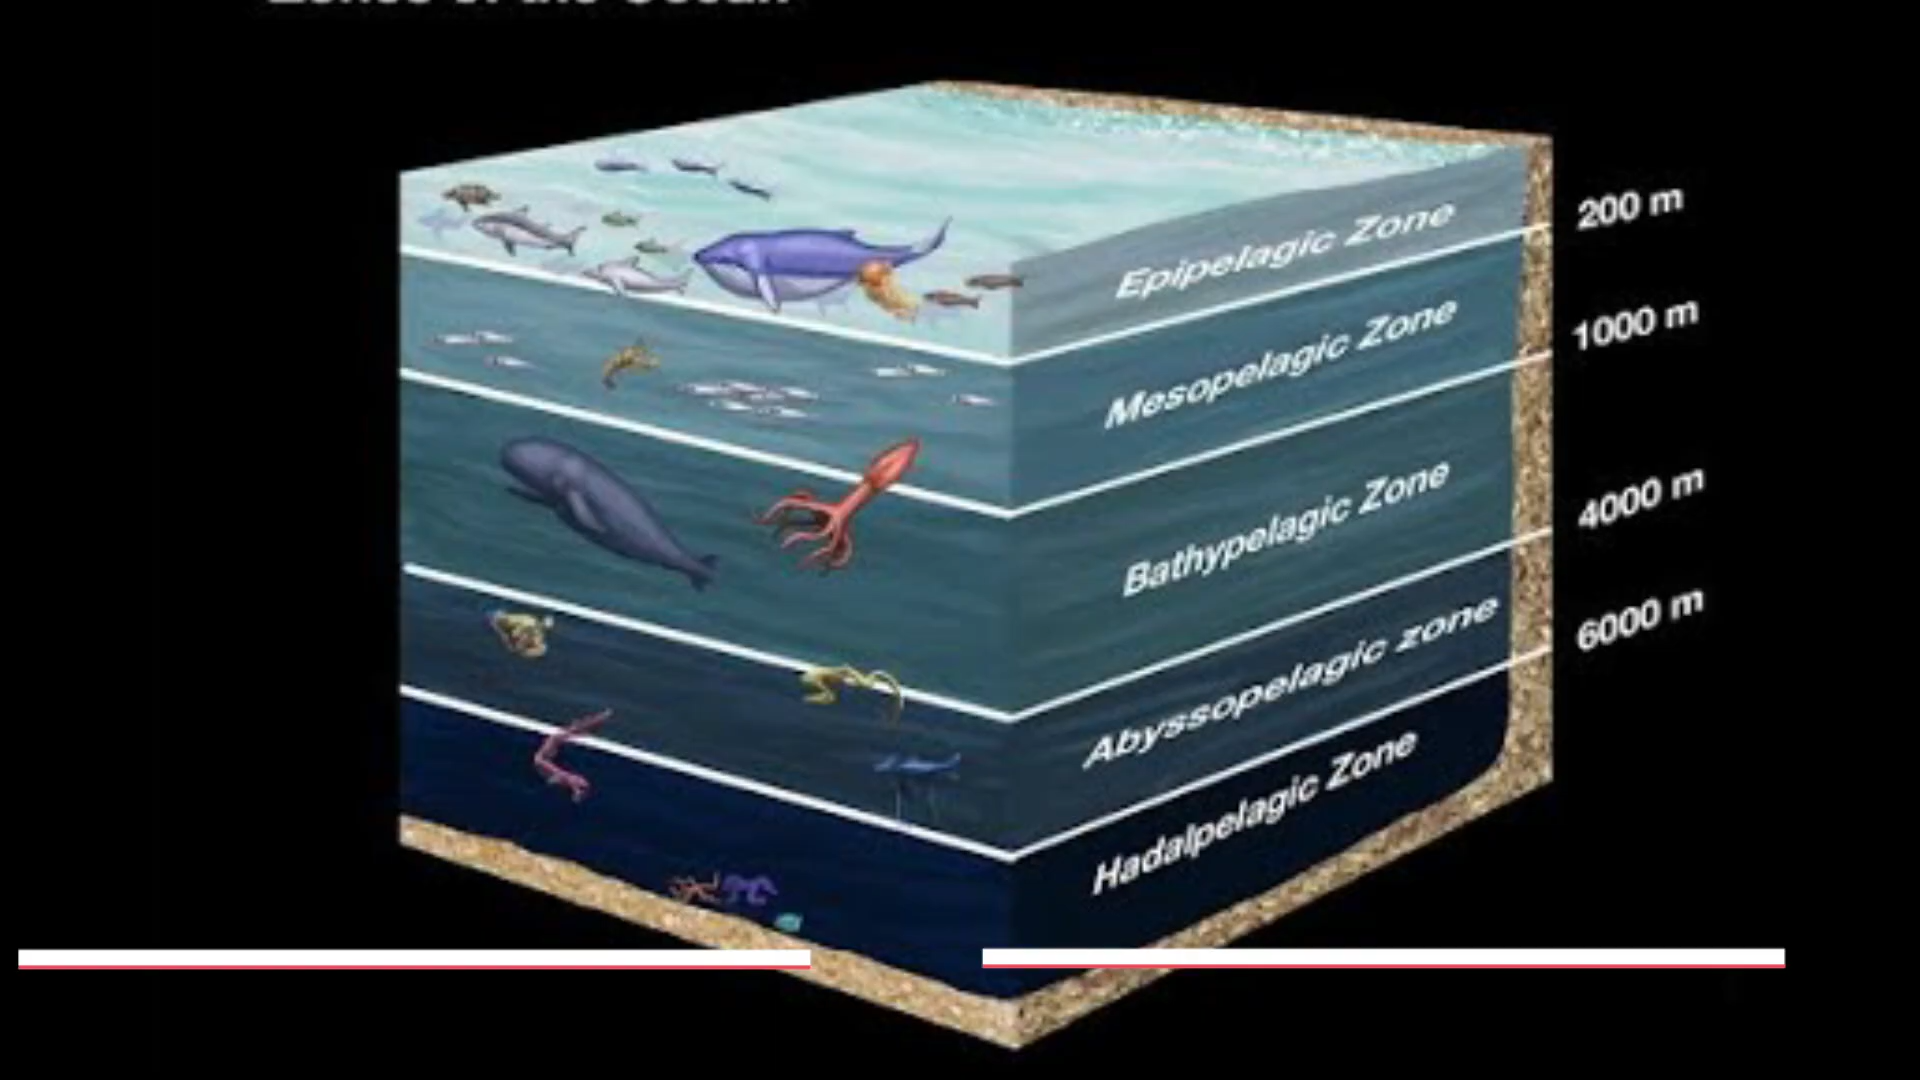 Zones of the Ocean
Epipelagic Zone
200 m
Mesopelagic Zone
1000 m
Bathypelagic Zone
4000 m
Abyssopelagic zone
6000 m
Hadalpelagic Zone